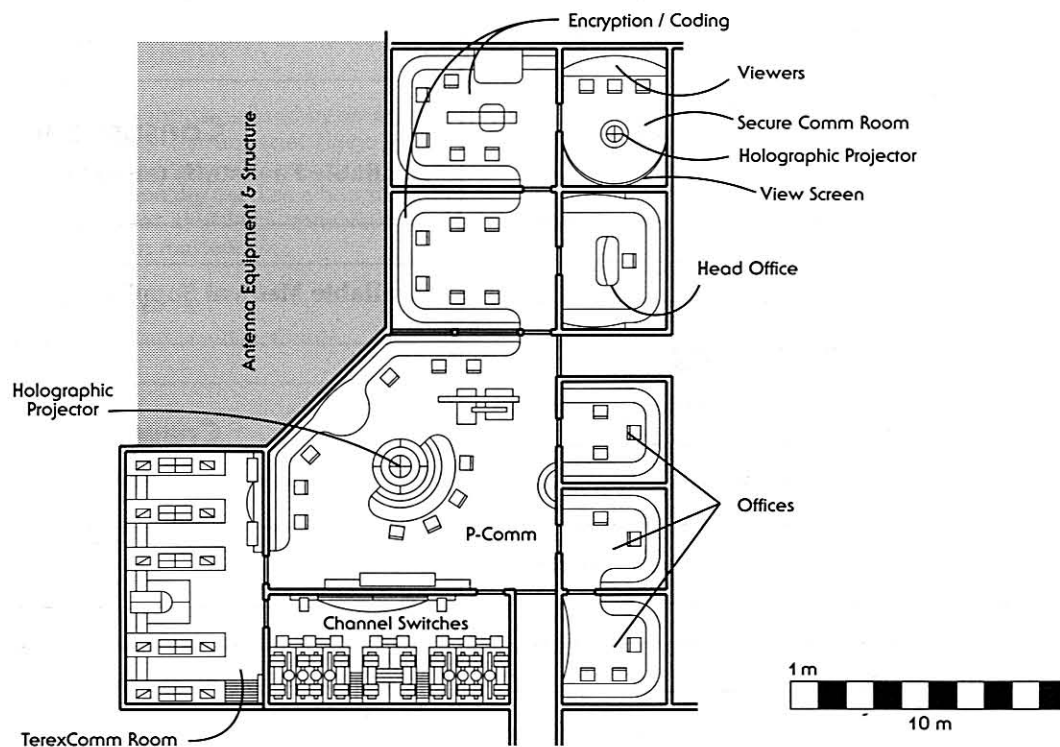 Encryption / Coding
Viewers
Secure Comm Room
Holographic Projector
View Screen
Head Office
Antenna Equipment & Structure
Holographic
Projector
Offices
P-Comm
Channel Switches
TerexComm Room
1 m
10 m